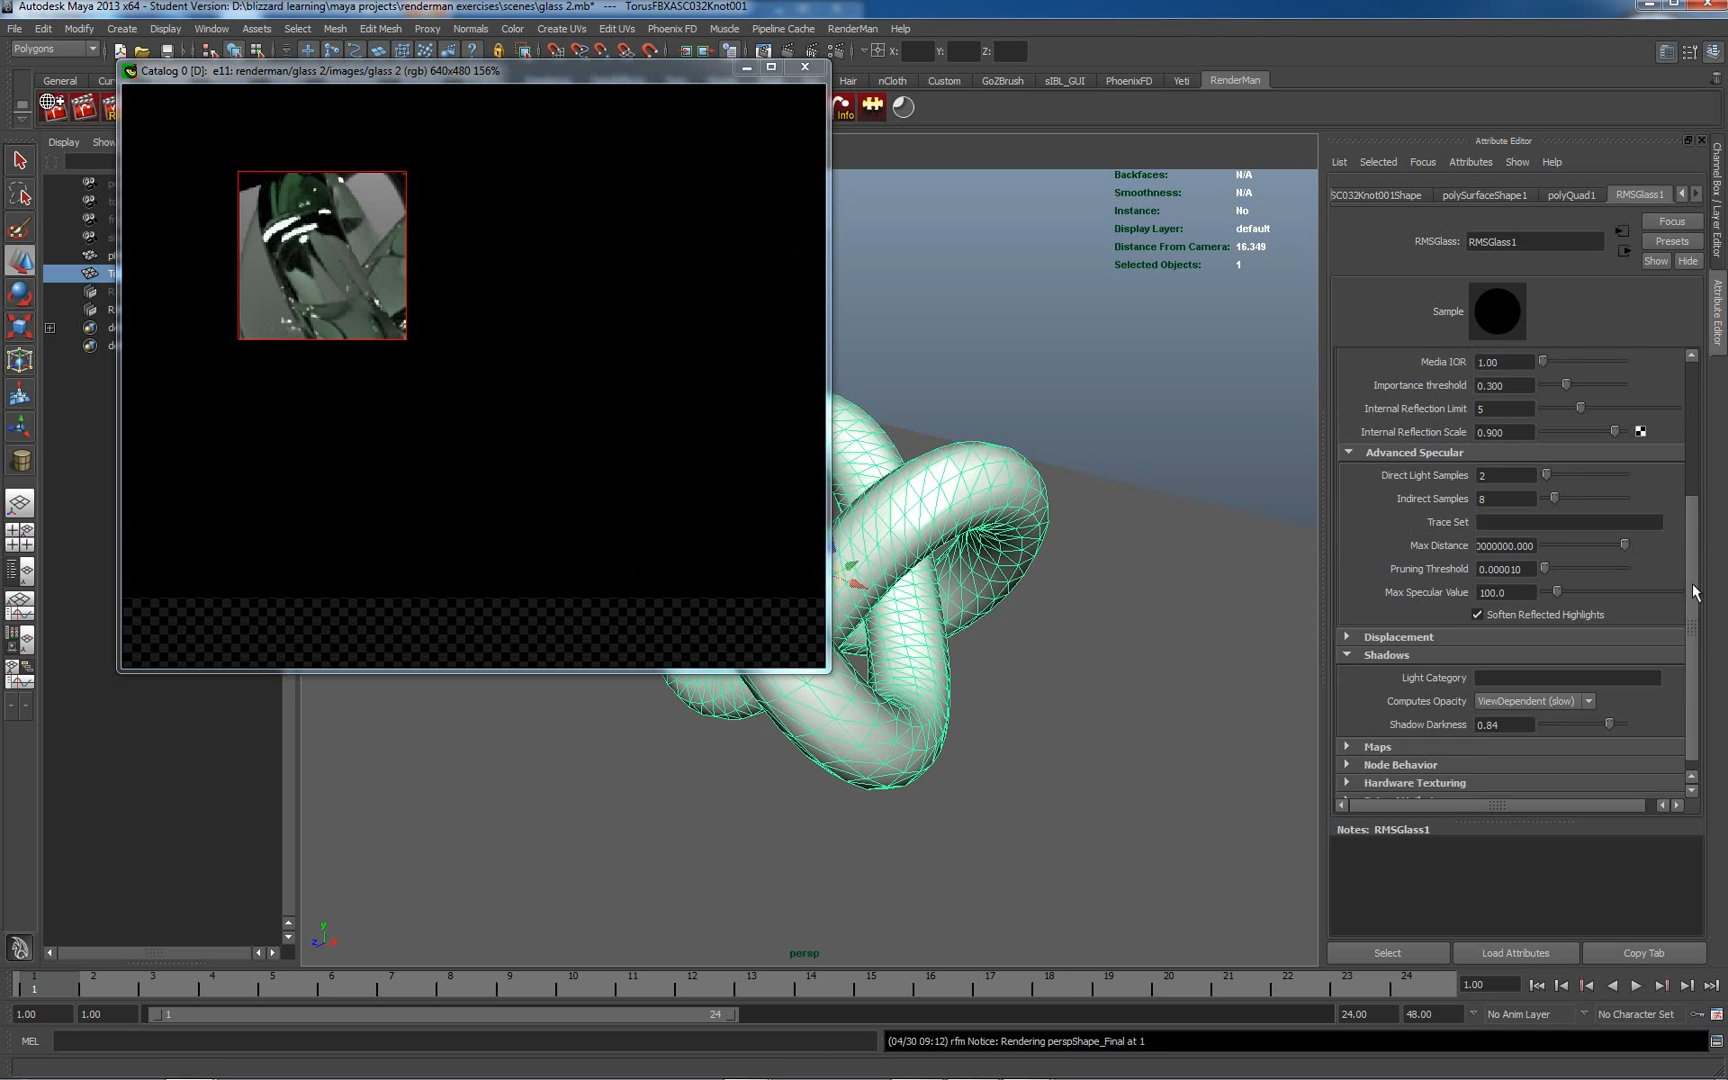 Autodesk Maya 2013 x64 - Student Version: D:\blizzard learning\maya projects\renderman exercises\scenes\glass 2.mb* --- TorusFBXASC032Knot001
File Edit Modify Create Display Window Assets Select Mesh Edit Mesh Proxy Normals Color Create UVs Edit UVs Phoenix FD Muscle Pipeline Cache RenderMan Help
Polygons X: Y: Z:
Catalog 0 [D]: e11: renderman/glass 2/images/glass 2 (rgb) 640x480 156%
General Hair nCloth Custom GoZBrush sIBL_GUI PhoenixFD Yeti RenderMan
Info
Display
Attribute Editor
List Selected Focus Attributes Show Help
Backfaces: N/A
Smoothness: N/A
Instance: No
Display Layer: default
Distance From Camera: 16.349
Selected Objects: 1
SC032Knot001Shape polySurfaceShape1 polyQuad1 RMSGlass1
Focus
RMSGlass: RMSGlass1
Presets
Show Hide
Sample
Media IOR 1.00
Importance threshold 0.300
Internal Reflection Limit 5
Internal Reflection Scale 0.900
Advanced Specular
Direct Light Samples 2
Indirect Samples 8
Trace Set
Max Distance 0000000.000
Pruning Threshold 0.000010
Max Specular Value 100.0
Soften Reflected Highlights
Displacement
Shadows
Light Category
Computes Opacity ViewDependent (slow)
Shadow Darkness 0.84
Maps
Node Behavior
Hardware Texturing
Notes: RMSGlass1
Select Load Attributes Copy Tab
Channel Box / Layer Editor
Attribute Editor
y
z x
persp
1 2 3 4 5 6 7 8 9 10 11 12 13 14 15 16 17 18 19 20 21 22 23 24
1 1.00
1.00 1.00 1 24 24.00 48.00 No Anim Layer No Character Set
MEL (04/30 09:12) rfm Notice: Rendering perspShape_Final at 1